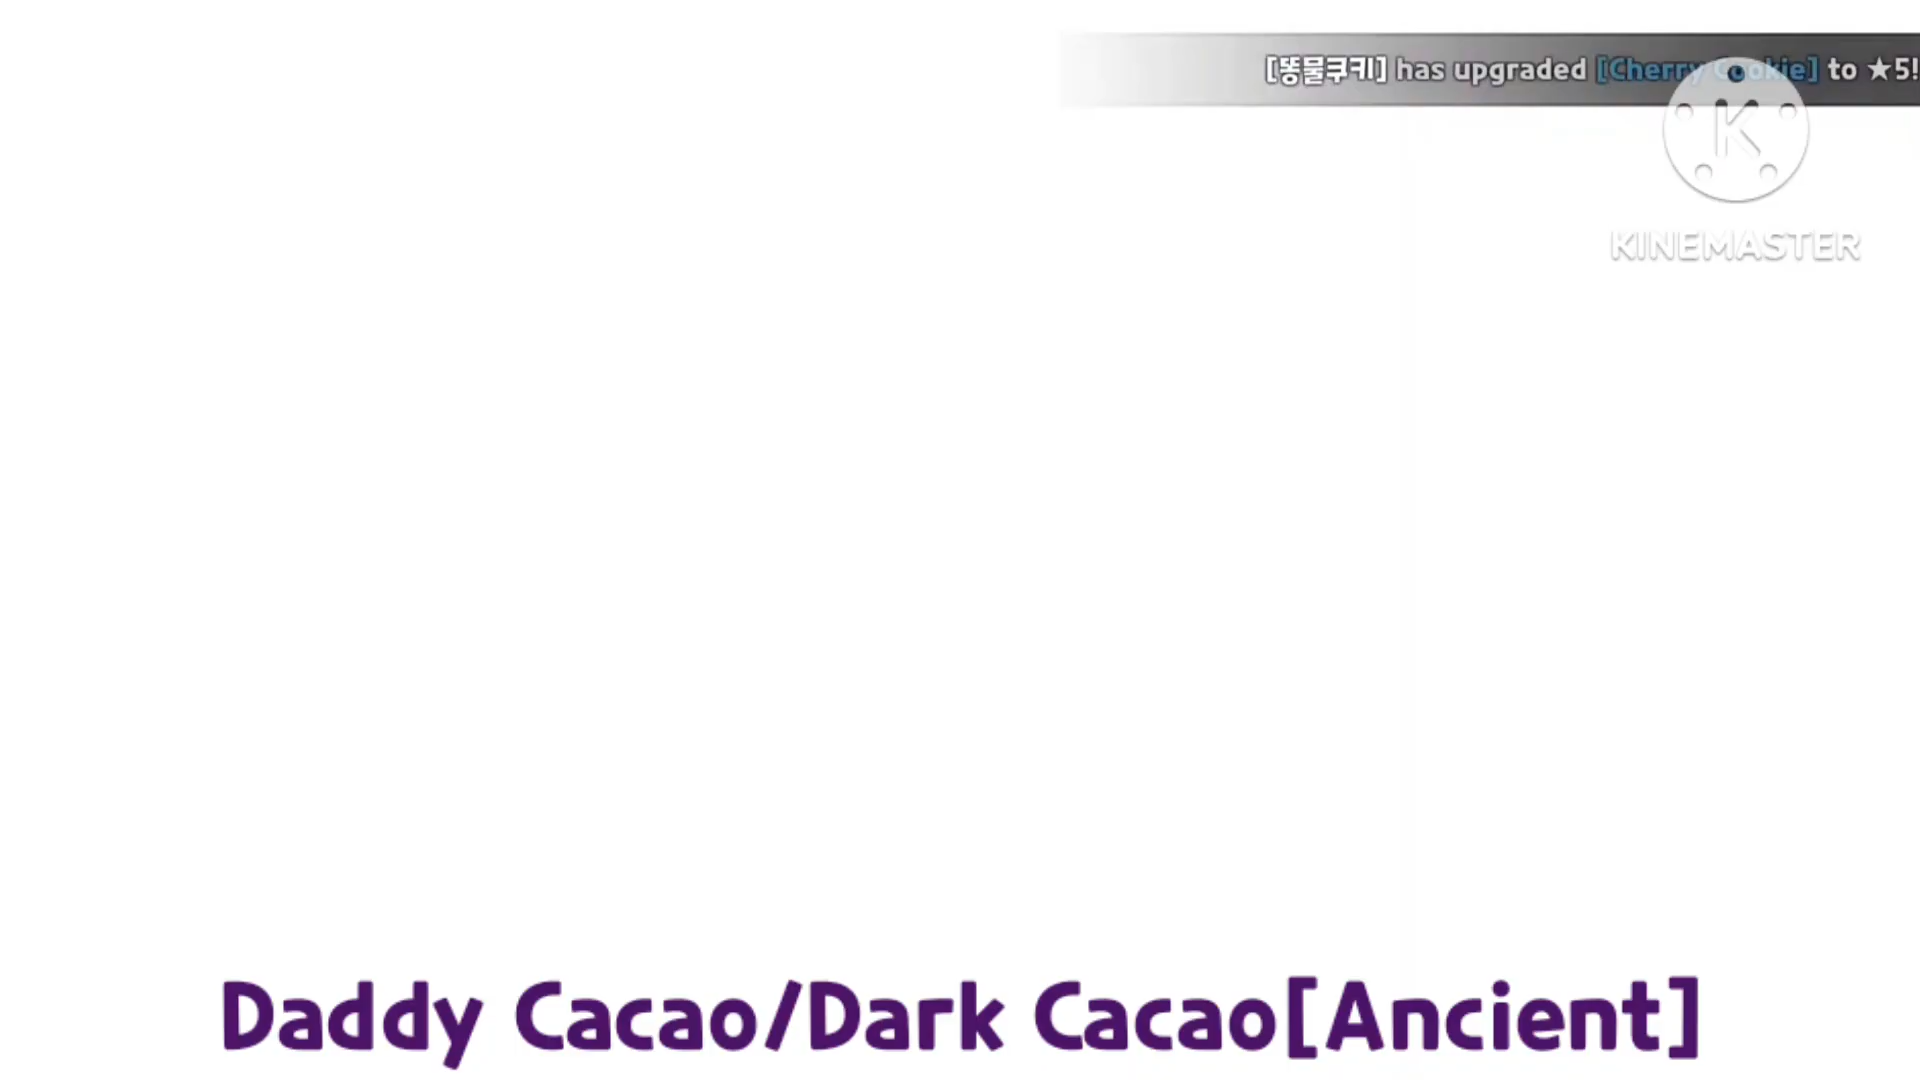 [똥물쿠키] has upgraded [Cherry Cookie] to ★5!
K
KINEMASTER
Daddy Cacao/Dark Cacao[Ancient]